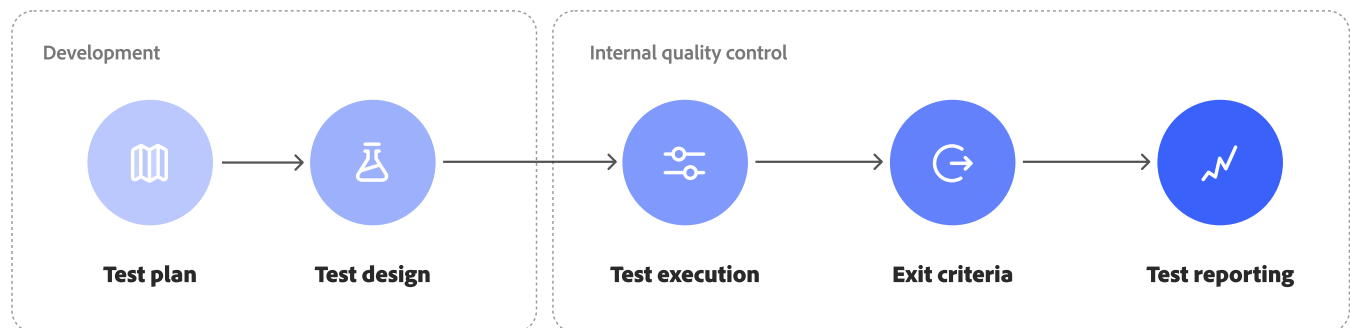 Development
Internal quality control
Test plan
Test design
Test execution
Exit criteria
Test reporting